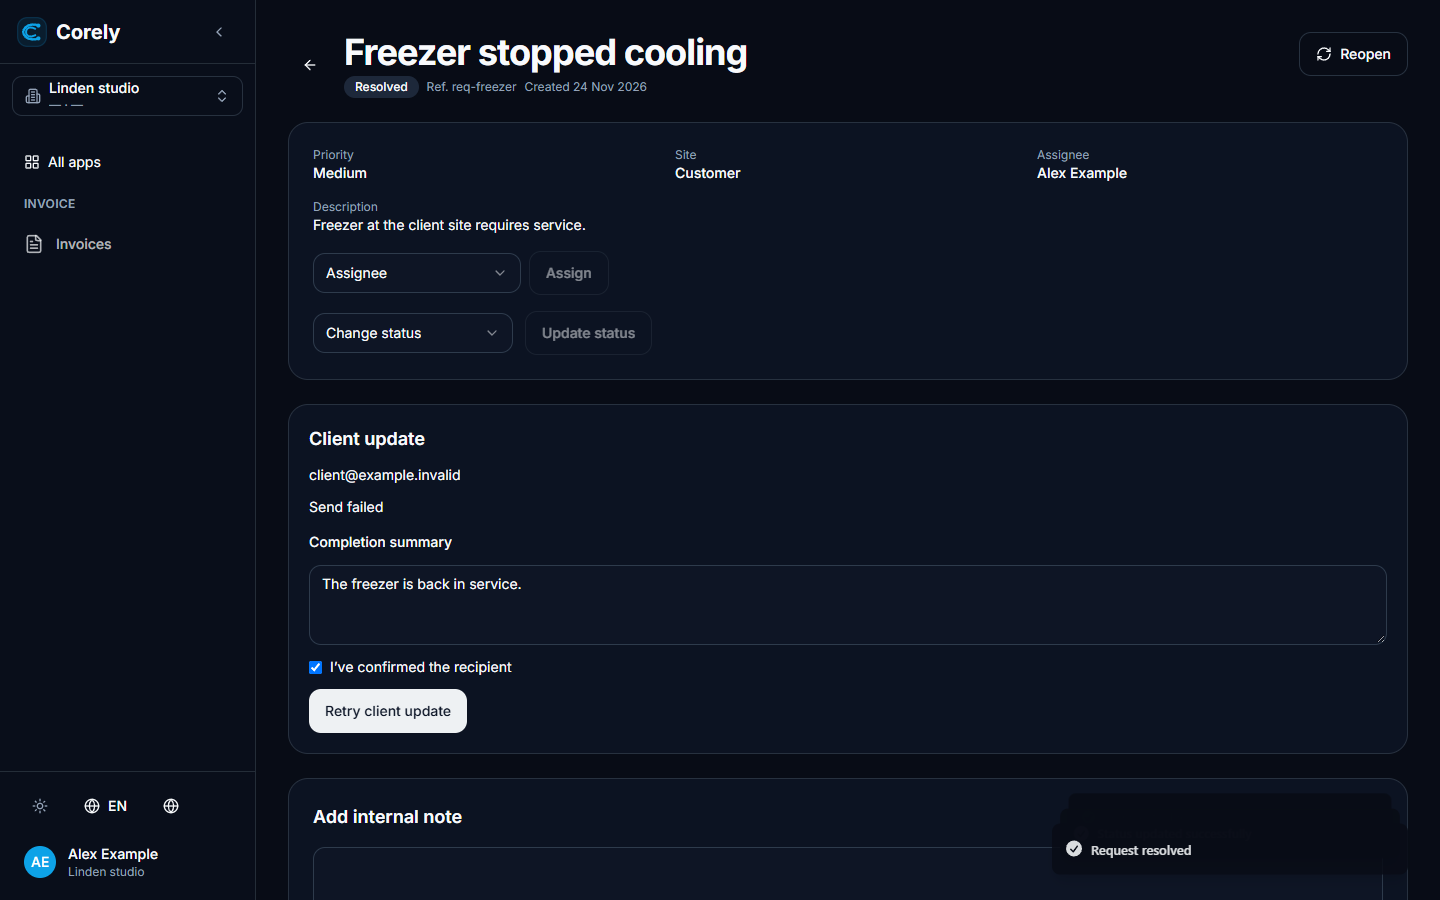 Corely
Linden studio
— · —
All apps
INVOICE
Invoices
EN
AE
Alex Example
Linden studio
Freezer stopped cooling
Resolved Ref. req-freezer Created 24 Nov 2026
Reopen
Priority
Medium
Site
Customer
Assignee
Alex Example
Description
Freezer at the client site requires service.
Assignee
Assign
Change status
Update status
Client update
client@example.invalid
Send failed
Completion summary
The freezer is back in service.
I’ve confirmed the recipient
Retry client update
Add internal note
Request resolved